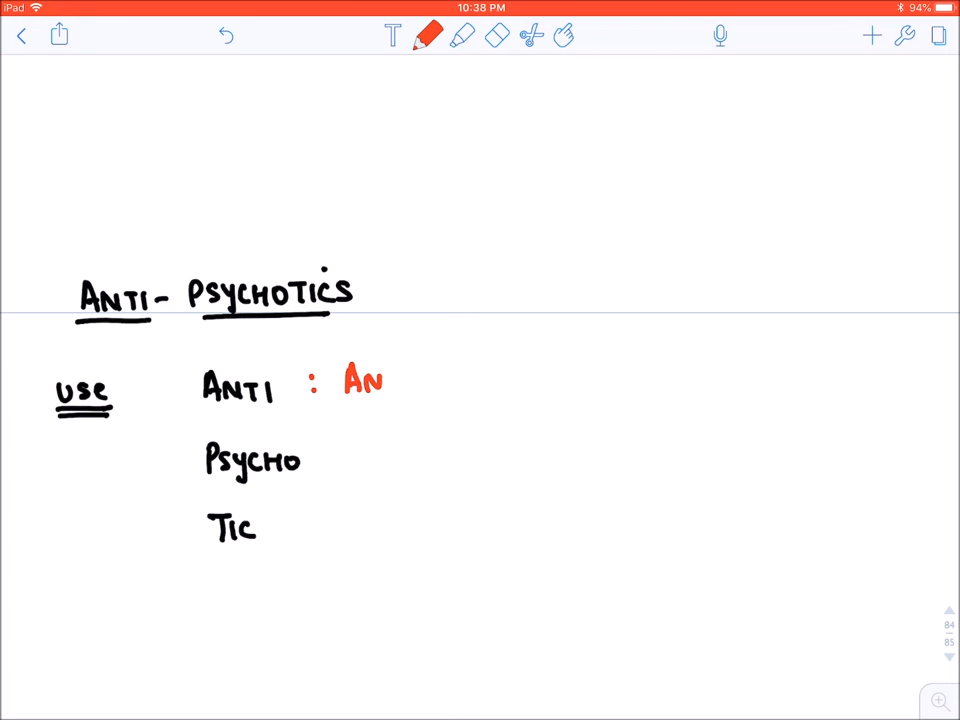 iPad 10:38 PM 94%
T
ANTI- PSYCHOTICS
USE ANTI : AN
PSYCHO
TIC
84
85